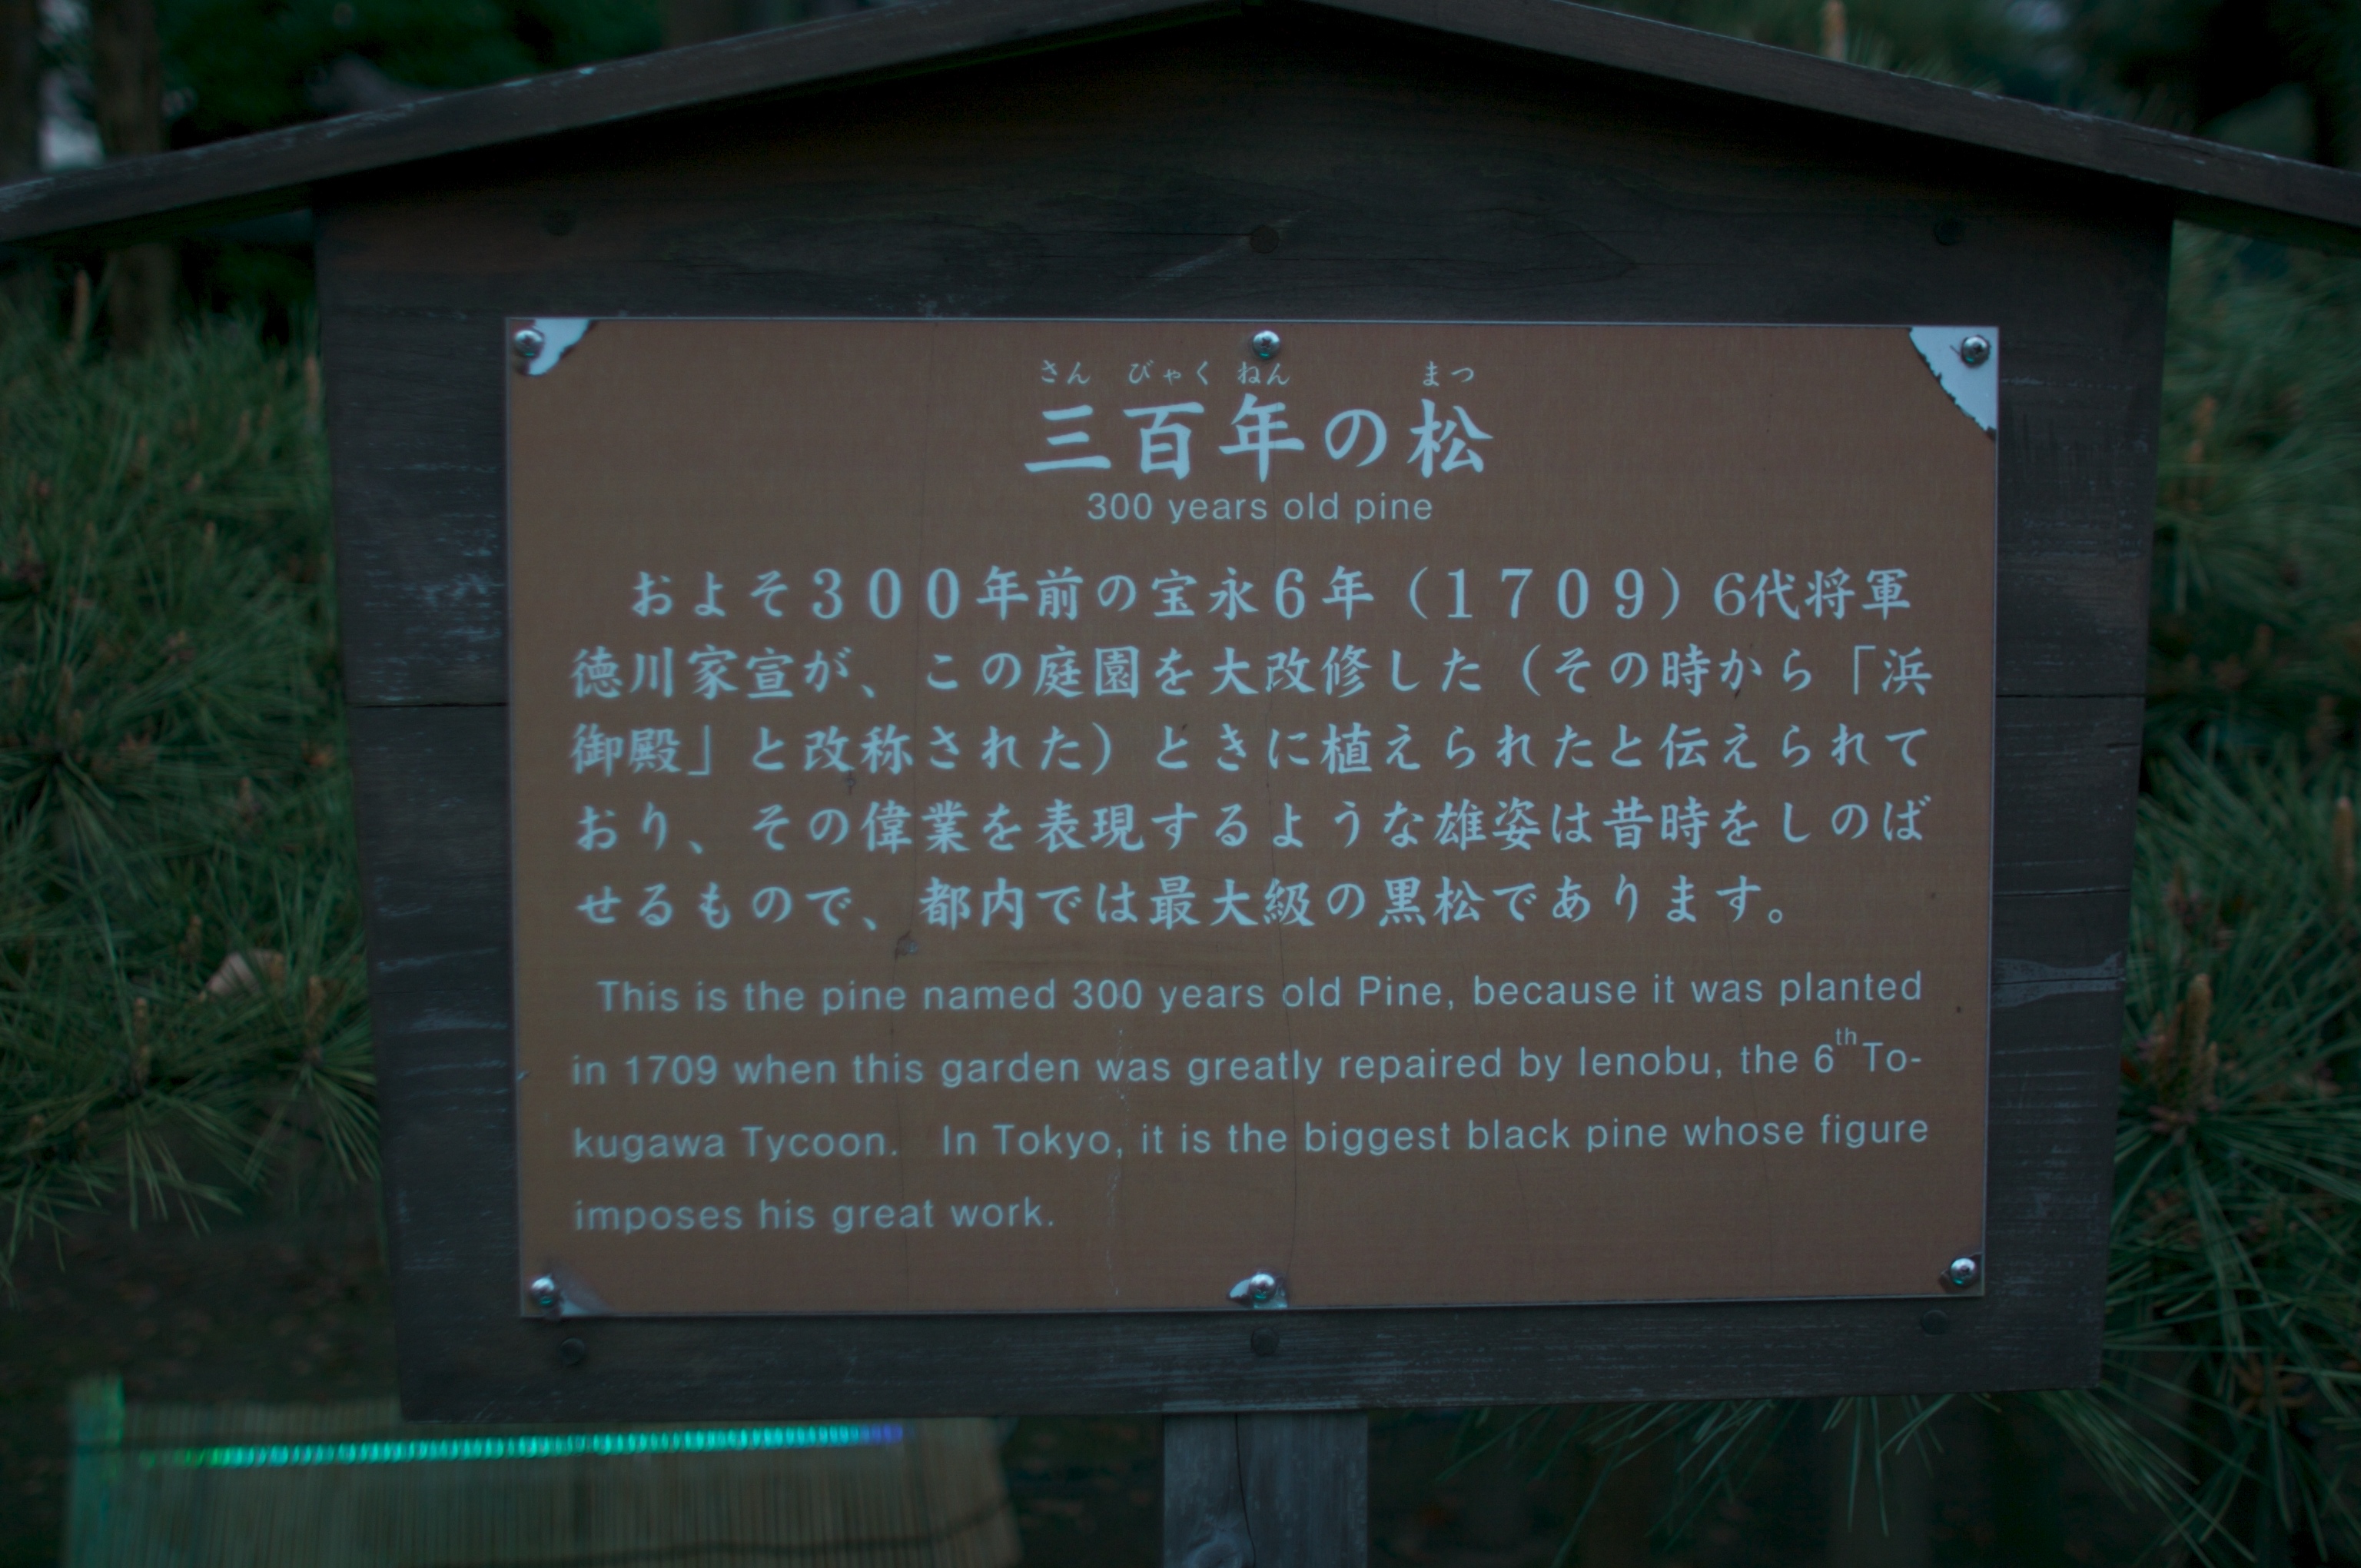 さん びゃく ねん まつ
三百年の松
300 years old pine
およそ300年前の宝永6年（1709）6代将軍
徳川家宣が、この庭園を大改修した（その時から「浜
御殿」と改称された）ときに植えられたと伝えられて
おり、その偉業を表現するような雄姿は昔時をしのば
せるもので、都内では最大級の黒松であります。
This is the pine named 300 years old Pine, because it was planted
in 1709 when this garden was greatly repaired by Ienobu, the 6th To-
kugawa Tycoon. In Tokyo, it is the biggest black pine whose figure
imposes his great work.